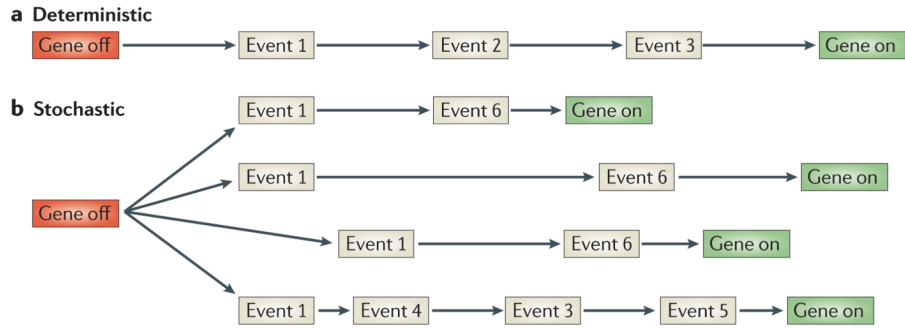 a Deterministic
Gene off Event 1 Event 2 Event 3 Gene on
b Stochastic
Event 1 Event 6 Gene on
Event 1 Event 6 Gene on
Gene off
Event 1 Event 6 Gene on
Event 1 Event 4 Event 3 Event 5 Gene on